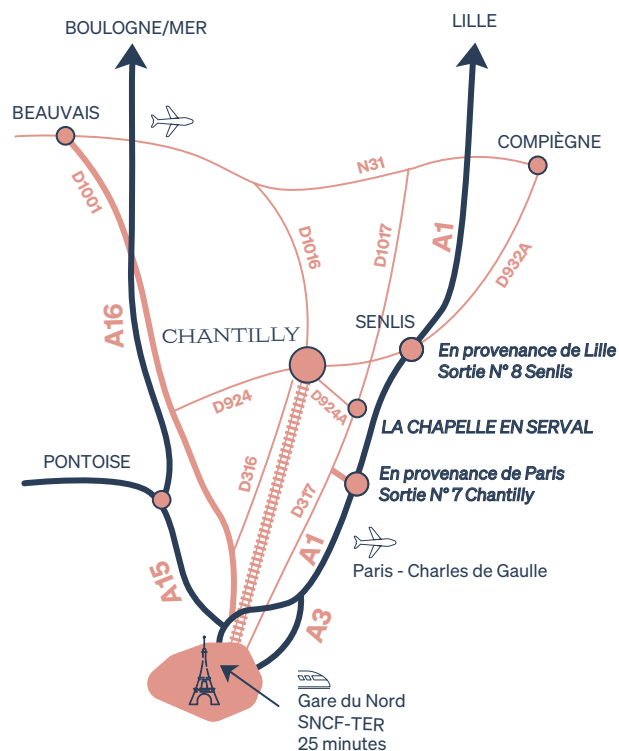 BOULOGNE/MER
LILLE
BEAUVAIS
COMPIÈGNE
N31
D1001
D1016
D1017
A1
D932A
A16
CHANTILLY
SENLIS
En provenance de Lille
Sortie N° 8 Senlis
D924
D924A
LA CHAPELLE EN SERVAL
PONTOISE
D316
D317
En provenance de Paris
Sortie N° 7 Chantilly
A1
A15
Paris - Charles de Gaulle
A3
Gare du Nord
SNCF-TER
25 minutes